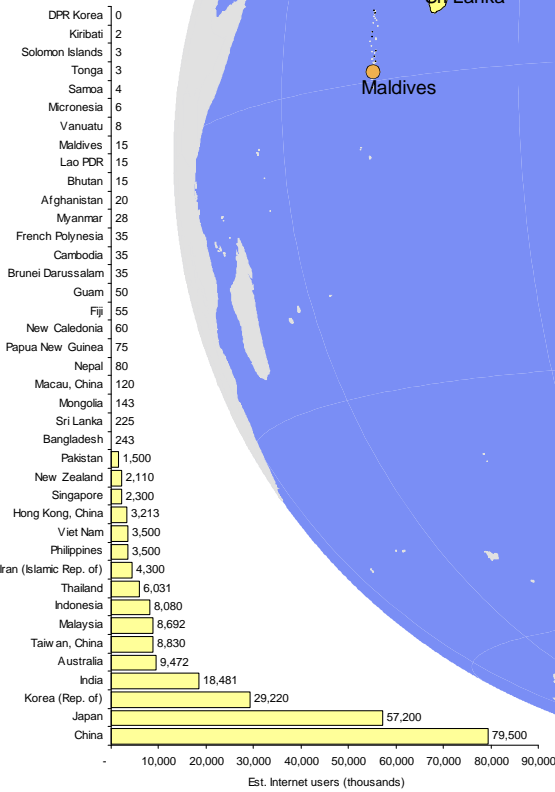 Sri Lanka
Maldives
DPR Korea 0
Kiribati 2
Solomon Islands 3
Tonga 3
Samoa 4
Micronesia 6
Vanuatu 8
Maldives 15
Lao PDR 15
Bhutan 15
Afghanistan 20
Myanmar 28
French Polynesia 35
Cambodia 35
Brunei Darussalam 35
Guam 50
Fiji 55
New Caledonia 60
Papua New Guinea 75
Nepal 80
Macau, China 120
Mongolia 143
Sri Lanka 225
Bangladesh 243
Pakistan 1,500
New Zealand 2,110
Singapore 2,300
Hong Kong, China 3,213
Viet Nam 3,500
Philippines 3,500
Iran (Islamic Rep. of) 4,300
Thailand 6,031
Indonesia 8,080
Malaysia 8,692
Taiwan, China 8,830
Australia 9,472
India 18,481
Korea (Rep. of) 29,220
Japan 57,200
China 79,500
- 10,000 20,000 30,000 40,000 50,000 60,000 70,000 80,000 90,000
Est. Internet users (thousands)